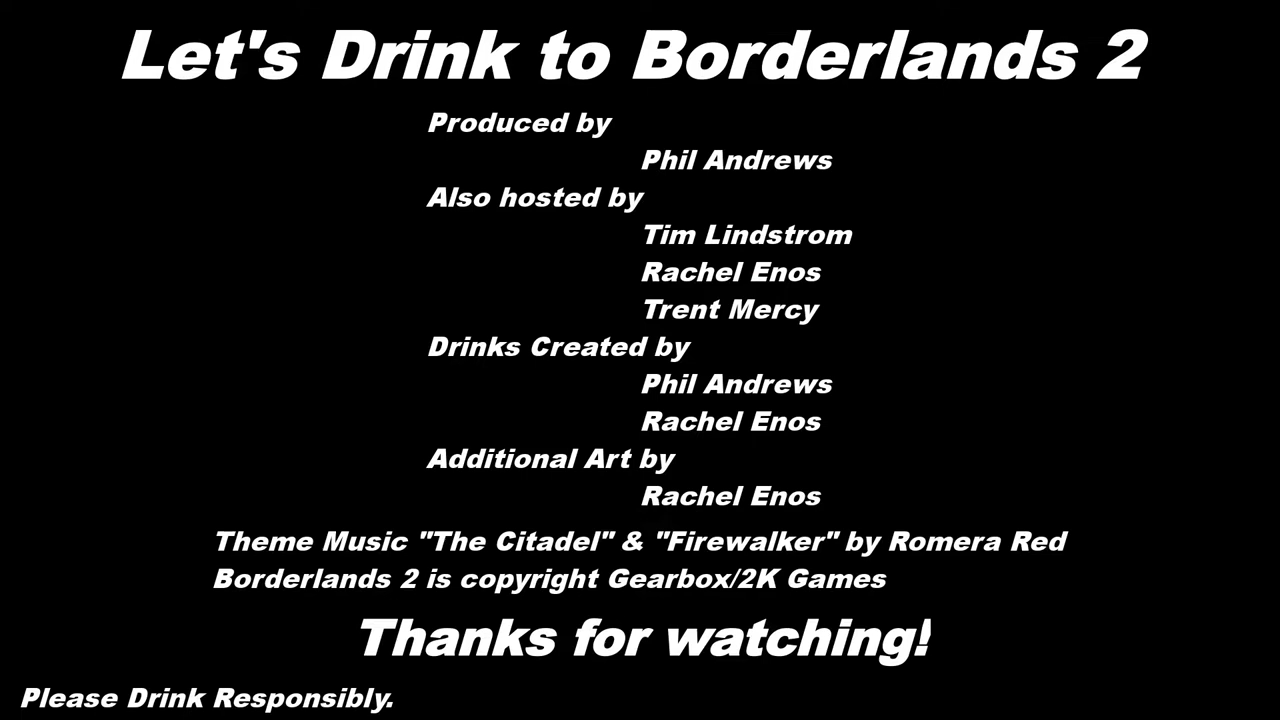 Let's Drink to Borderlands 2
Produced by
Phil Andrews
Also hosted by
Tim Lindstrom
Rachel Enos
Trent Mercy
Drinks Created by
Phil Andrews
Rachel Enos
Additional Art by
Rachel Enos
Theme Music "The Citadel" & "Firewalker" by Romera Red
Borderlands 2 is copyright Gearbox/2K Games
Thanks for watching!
Please Drink Responsibly.